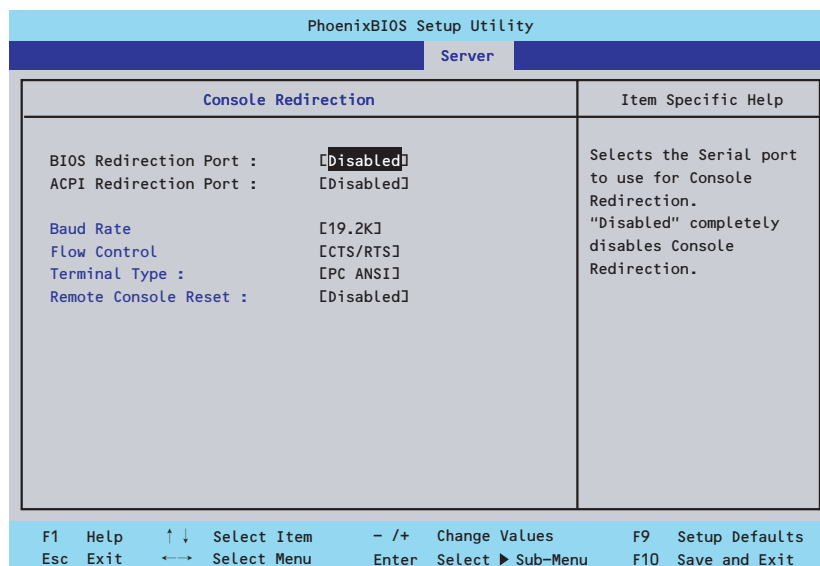 PhoenixBIOS Setup Utility
Server
Console Redirection
Item Specific Help
BIOS Redirection Port : [Disabled]
ACPI Redirection Port : [Disabled]
Baud Rate [19.2K]
Flow Control [CTS/RTS]
Terminal Type : [PC ANSI]
Remote Console Reset : [Disabled]
Selects the Serial port
to use for Console
Redirection.
"Disabled" completely
disables Console
Redirection.
F1 Help ↑↓ Select Item - /+ Change Values F9 Setup Defaults
Esc Exit ←→ Select Menu Enter Select ▶ Sub-Menu F10 Save and Exit